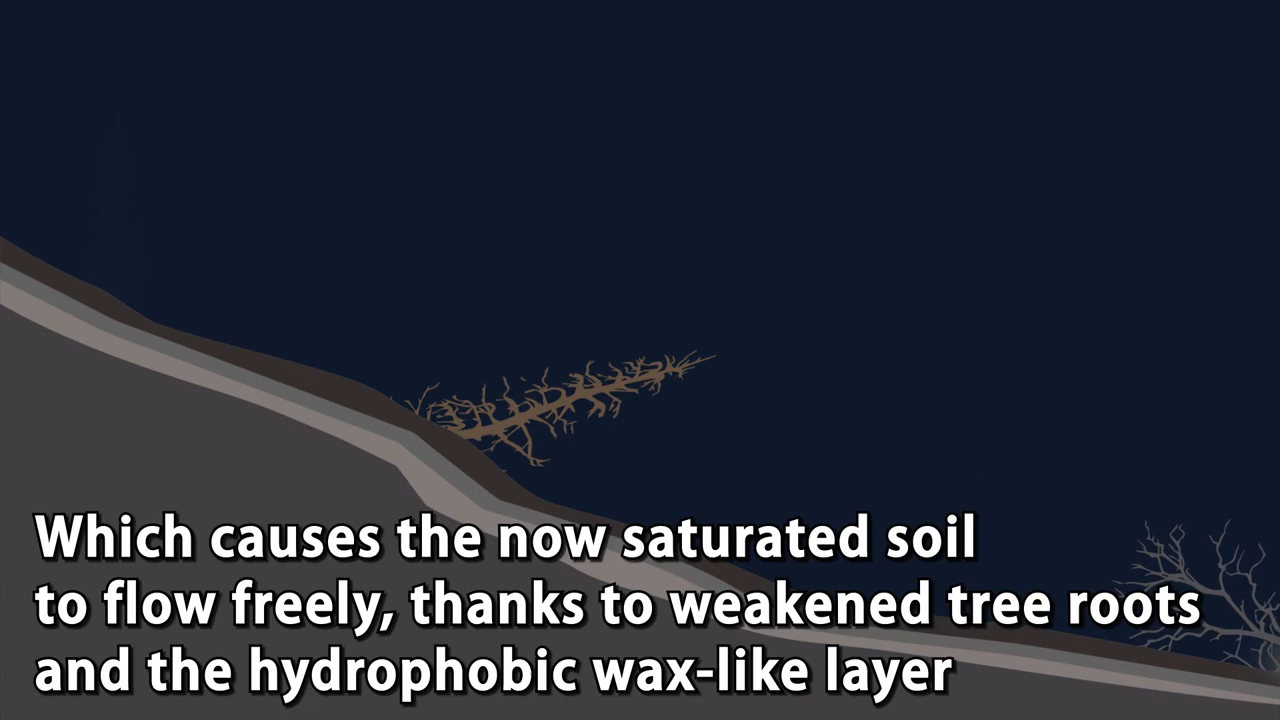 Which causes the now saturated soil
to flow freely, thanks to weakened tree roots
and the hydrophobic wax-like layer